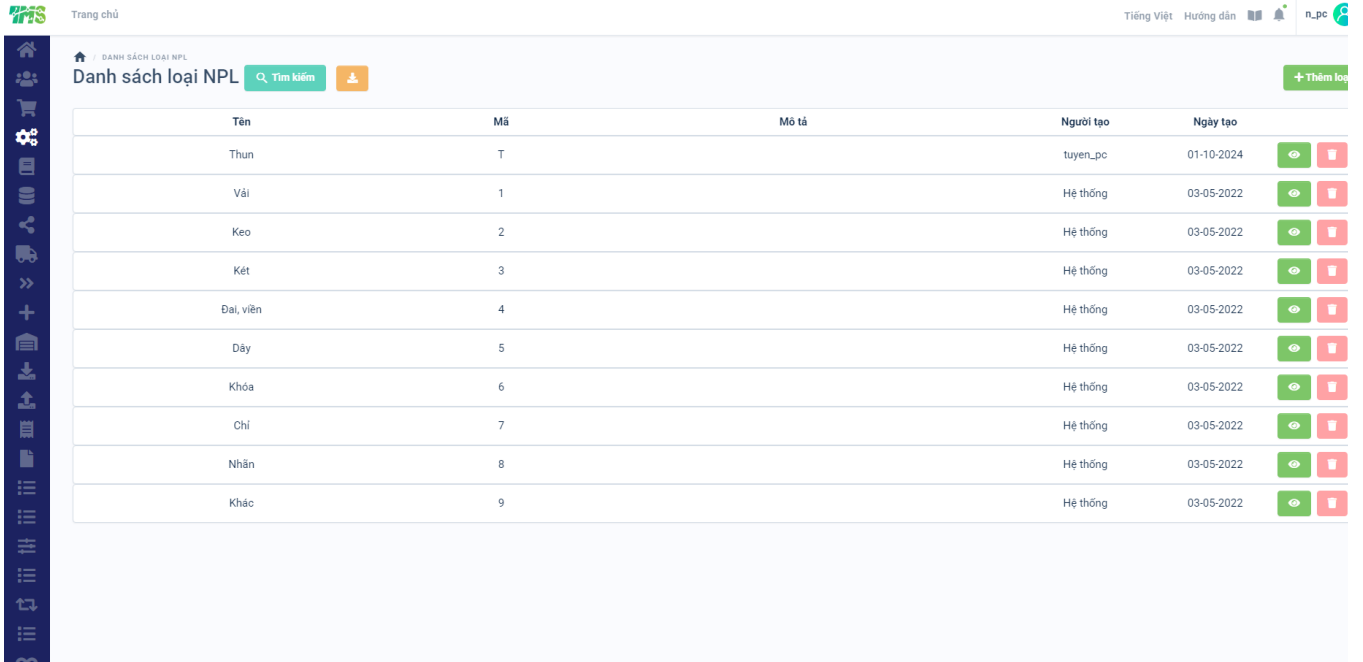 TMS Trang chủ Tiếng Việt Hướng dẫn n_pc
DANH SÁCH LOẠI NPL
Danh sách loại NPL Tìm kiếm Thêm loạ
Tên Mã Mô tả Người tạo Ngày tạo
Thun T tuyen_pc 01-10-2024
Vải 1 Hệ thống 03-05-2022
Keo 2 Hệ thống 03-05-2022
Két 3 Hệ thống 03-05-2022
Đai, viền 4 Hệ thống 03-05-2022
Dây 5 Hệ thống 03-05-2022
Khóa 6 Hệ thống 03-05-2022
Chỉ 7 Hệ thống 03-05-2022
Nhãn 8 Hệ thống 03-05-2022
Khác 9 Hệ thống 03-05-2022